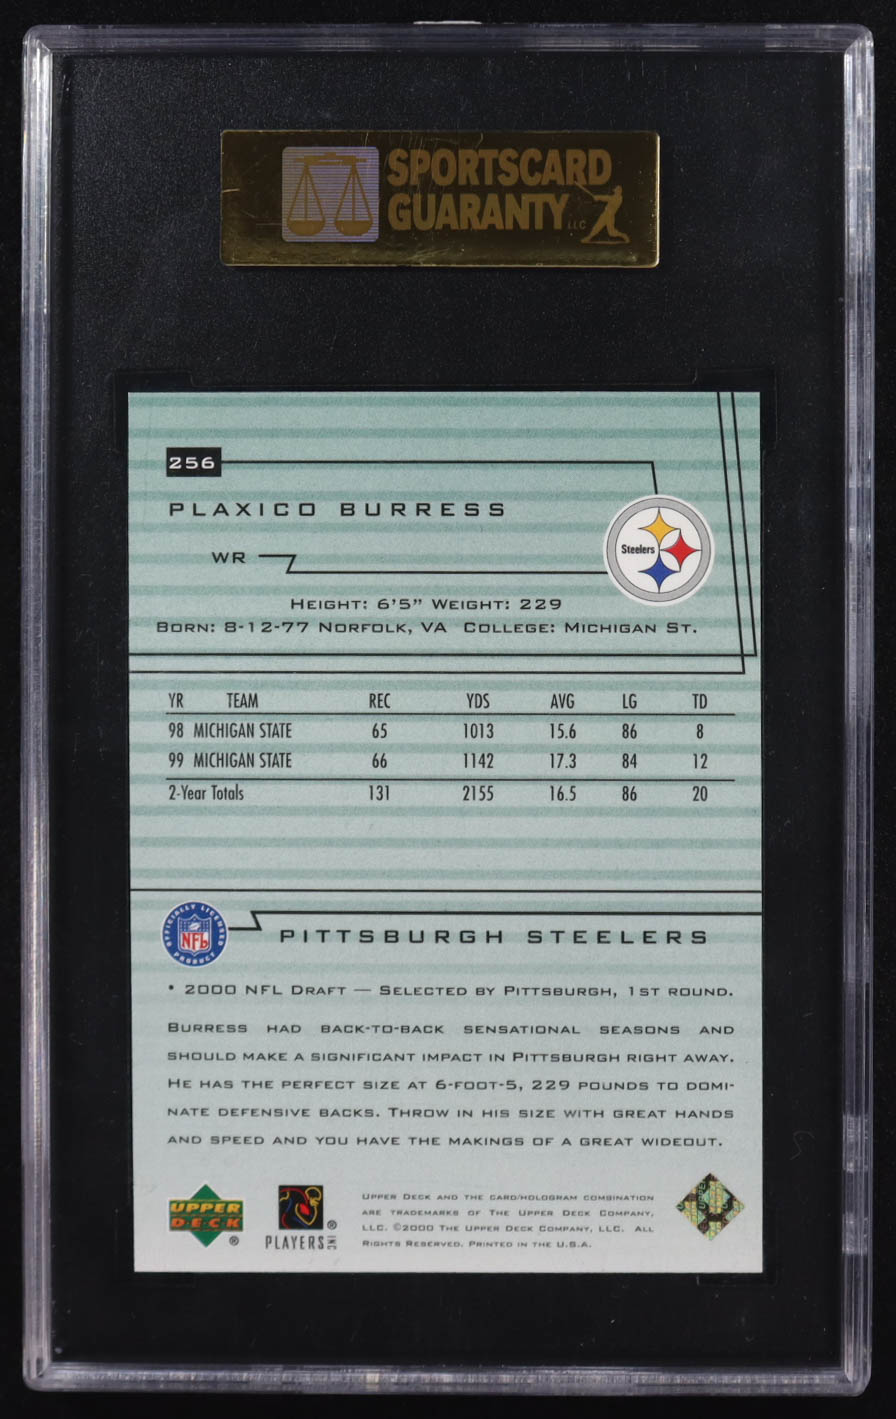 SPORTSCARD
GUARANTY LLC
256
PLAXICO BURRESS
WR
Steelers
HEIGHT: 6'5" WEIGHT: 229
BORN: 8-12-77 NORFOLK, VA COLLEGE: MICHIGAN ST.
YR TEAM REC YDS AVG LG TD
98 MICHIGAN STATE 65 1013 15.6 86 8
99 MICHIGAN STATE 66 1142 17.3 84 12
2-Year Totals 131 2155 16.5 86 20
OFFICIALLY LICENSED
NFL
PRODUCT
PITTSBURGH STEELERS
• 2000 NFL DRAFT — SELECTED BY PITTSBURGH, 1ST ROUND.
BURRESS HAD BACK-TO-BACK SENSATIONAL SEASONS AND
SHOULD MAKE A SIGNIFICANT IMPACT IN PITTSBURGH RIGHT AWAY.
HE HAS THE PERFECT SIZE AT 6-FOOT-5, 229 POUNDS TO DOMI-
NATE DEFENSIVE BACKS. THROW IN HIS SIZE WITH GREAT HANDS
AND SPEED AND YOU HAVE THE MAKINGS OF A GREAT WIDEOUT.
UPPER
DECK ®
PLAYERS INC ®
UPPER DECK AND THE CARD/HOLOGRAM COMBINATION
ARE TRADEMARKS OF THE UPPER DECK COMPANY,
LLC. ©2000 THE UPPER DECK COMPANY, LLC. ALL
RIGHTS RESERVED. PRINTED IN THE U.S.A.